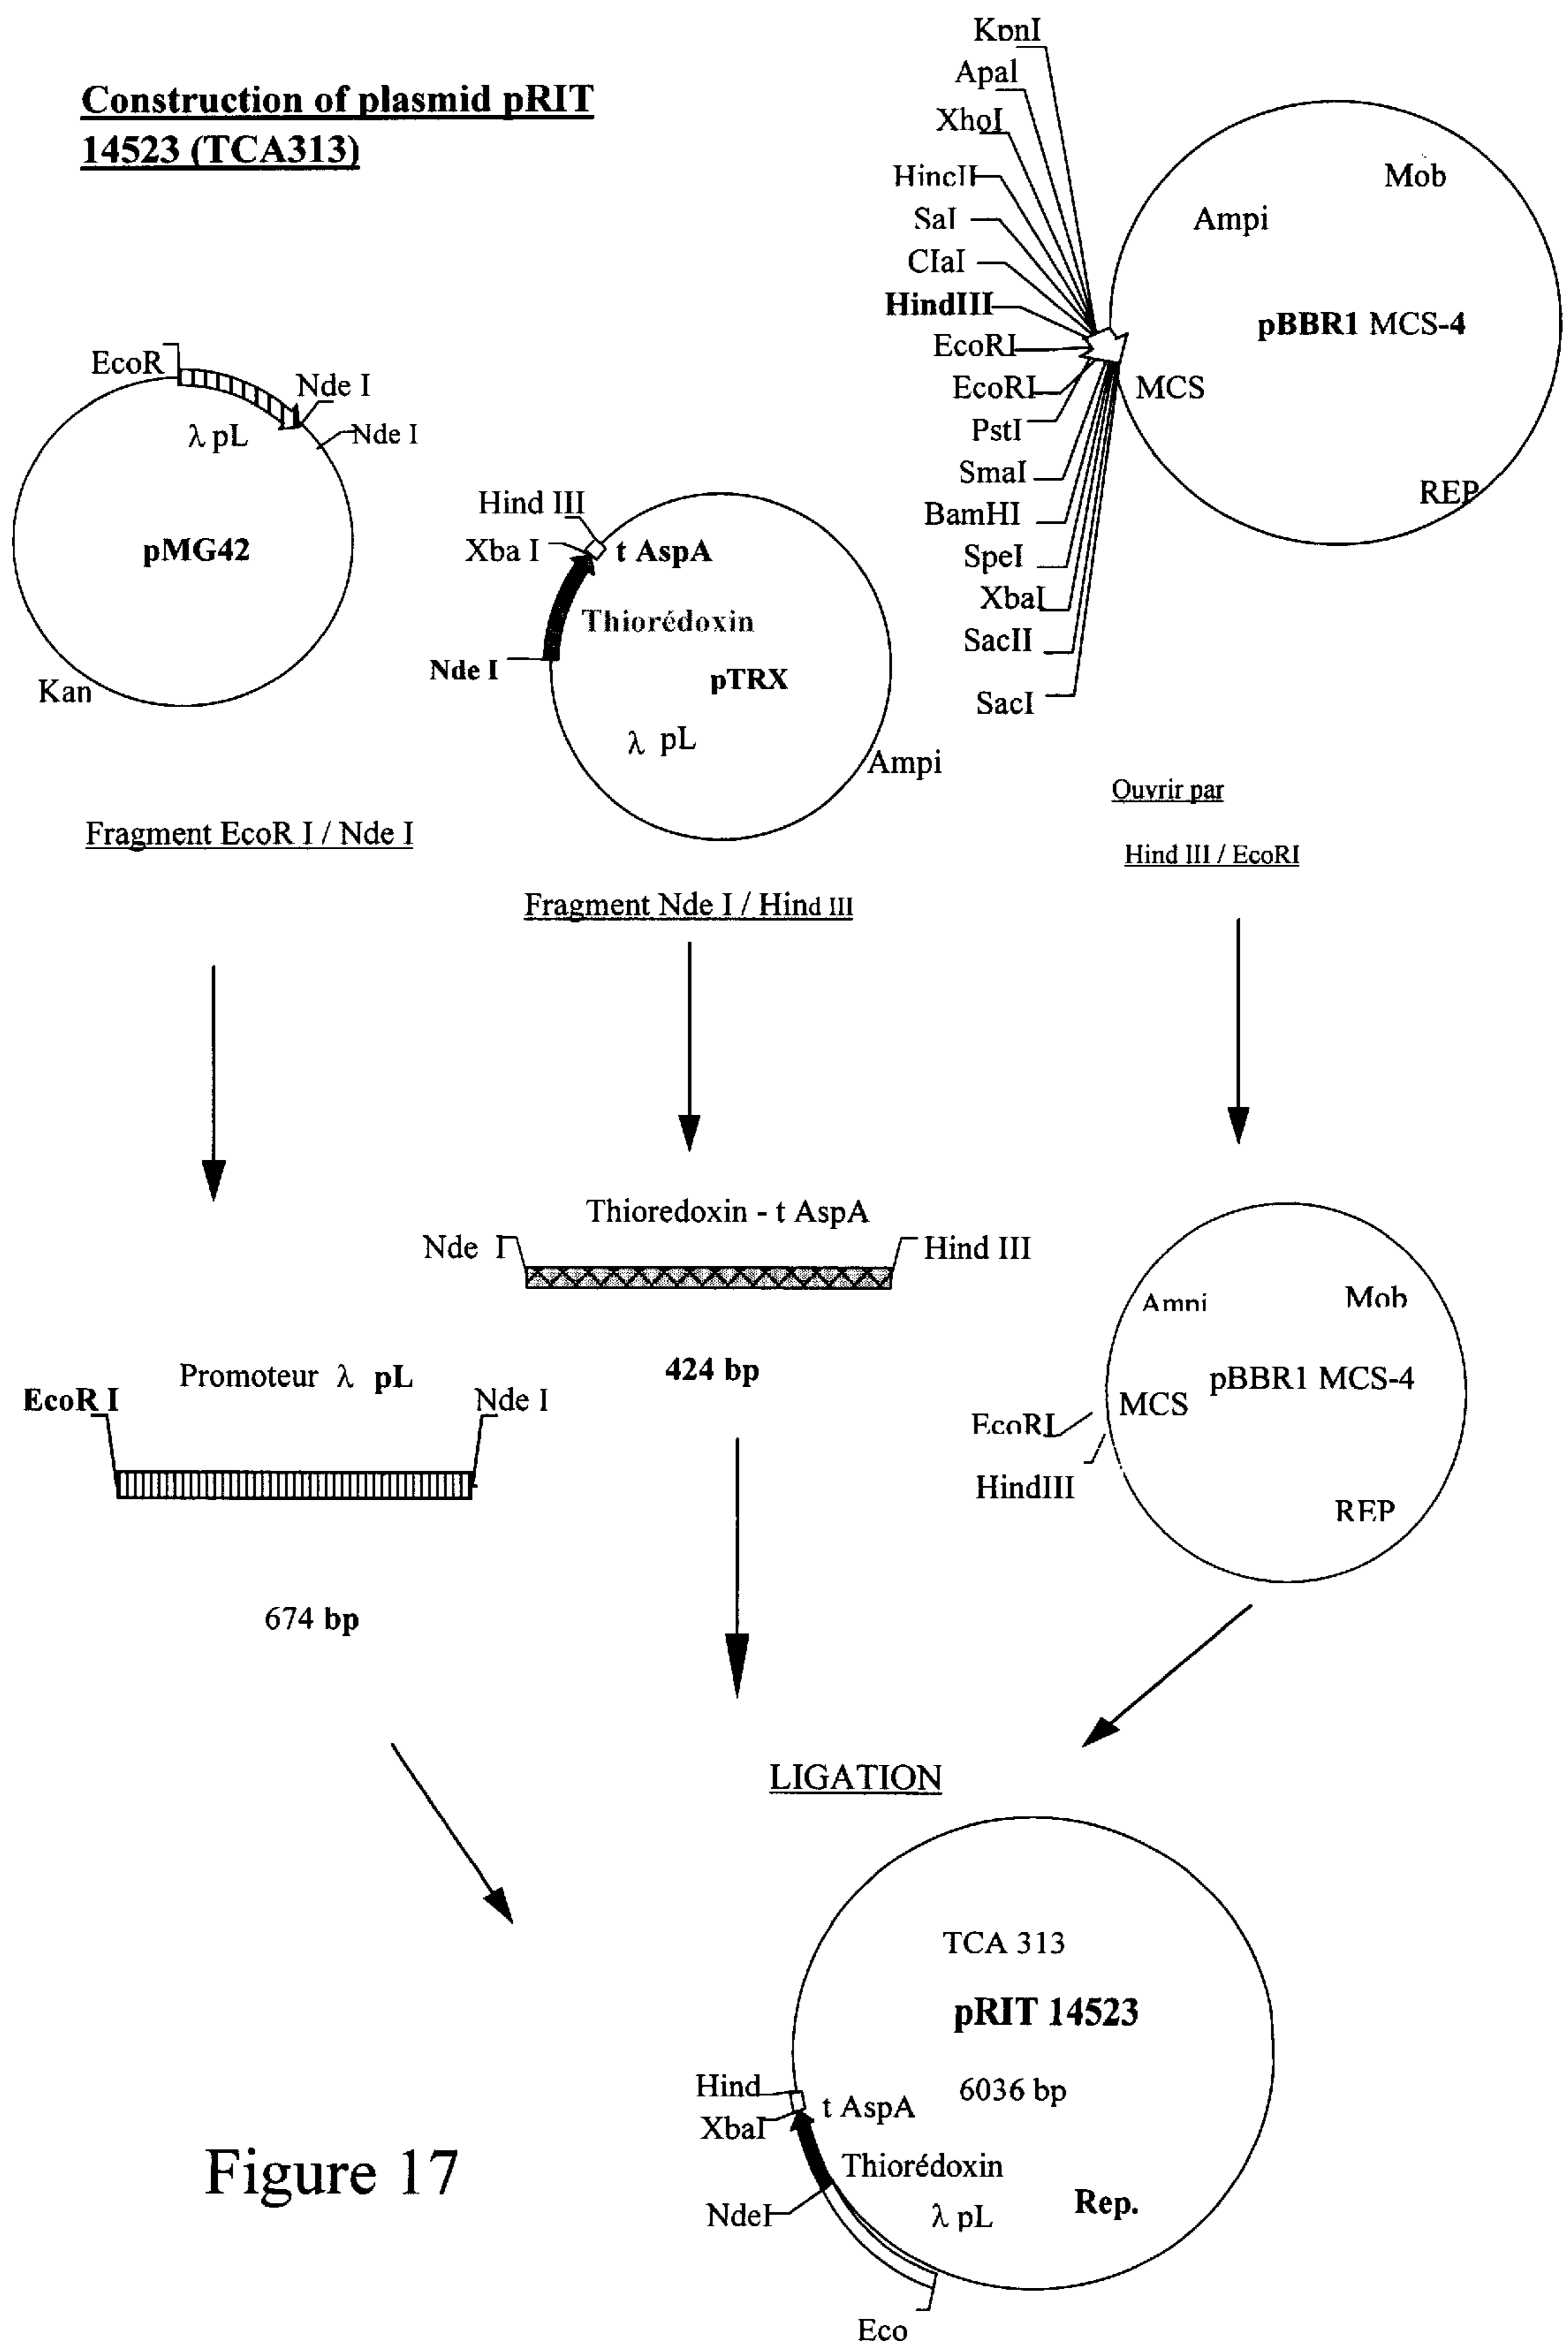 Construction of plasmid pRIT
14523 (TCA313)
KpnI
ApaI
XhoI
HincII
SaI
ClaI
HindIII
EcoRI
EcoRI
PstI
SmaI
BamHI
SpeI
XbaI
SacII
SacI
Mob
Ampi
pBBR1 MCS-4
MCS
REP
EcoR
Nde I
λ pL
Nde I
pMG42
Kan
Hind III
Xba I
t AspA
Thiorédoxin
Nde I
pTRX
λ pL
Ampi
Ouvrir par
Hind III / EcoRI
Fragment EcoR I / Nde I
Fragment Nde I / Hind III
Thioredoxin - t AspA
Nde I
Hind III
424 bp
Promoteur λ pL
EcoR I
Nde I
674 bp
Amni
Mob
pBBR1 MCS-4
MCS
EcoRI
HindIII
REP
LIGATION
TCA 313
pRIT 14523
6036 bp
Hind
XbaI
t AspA
Thiorédoxin
NdeI
λ pL
Rep.
Eco
Figure 17